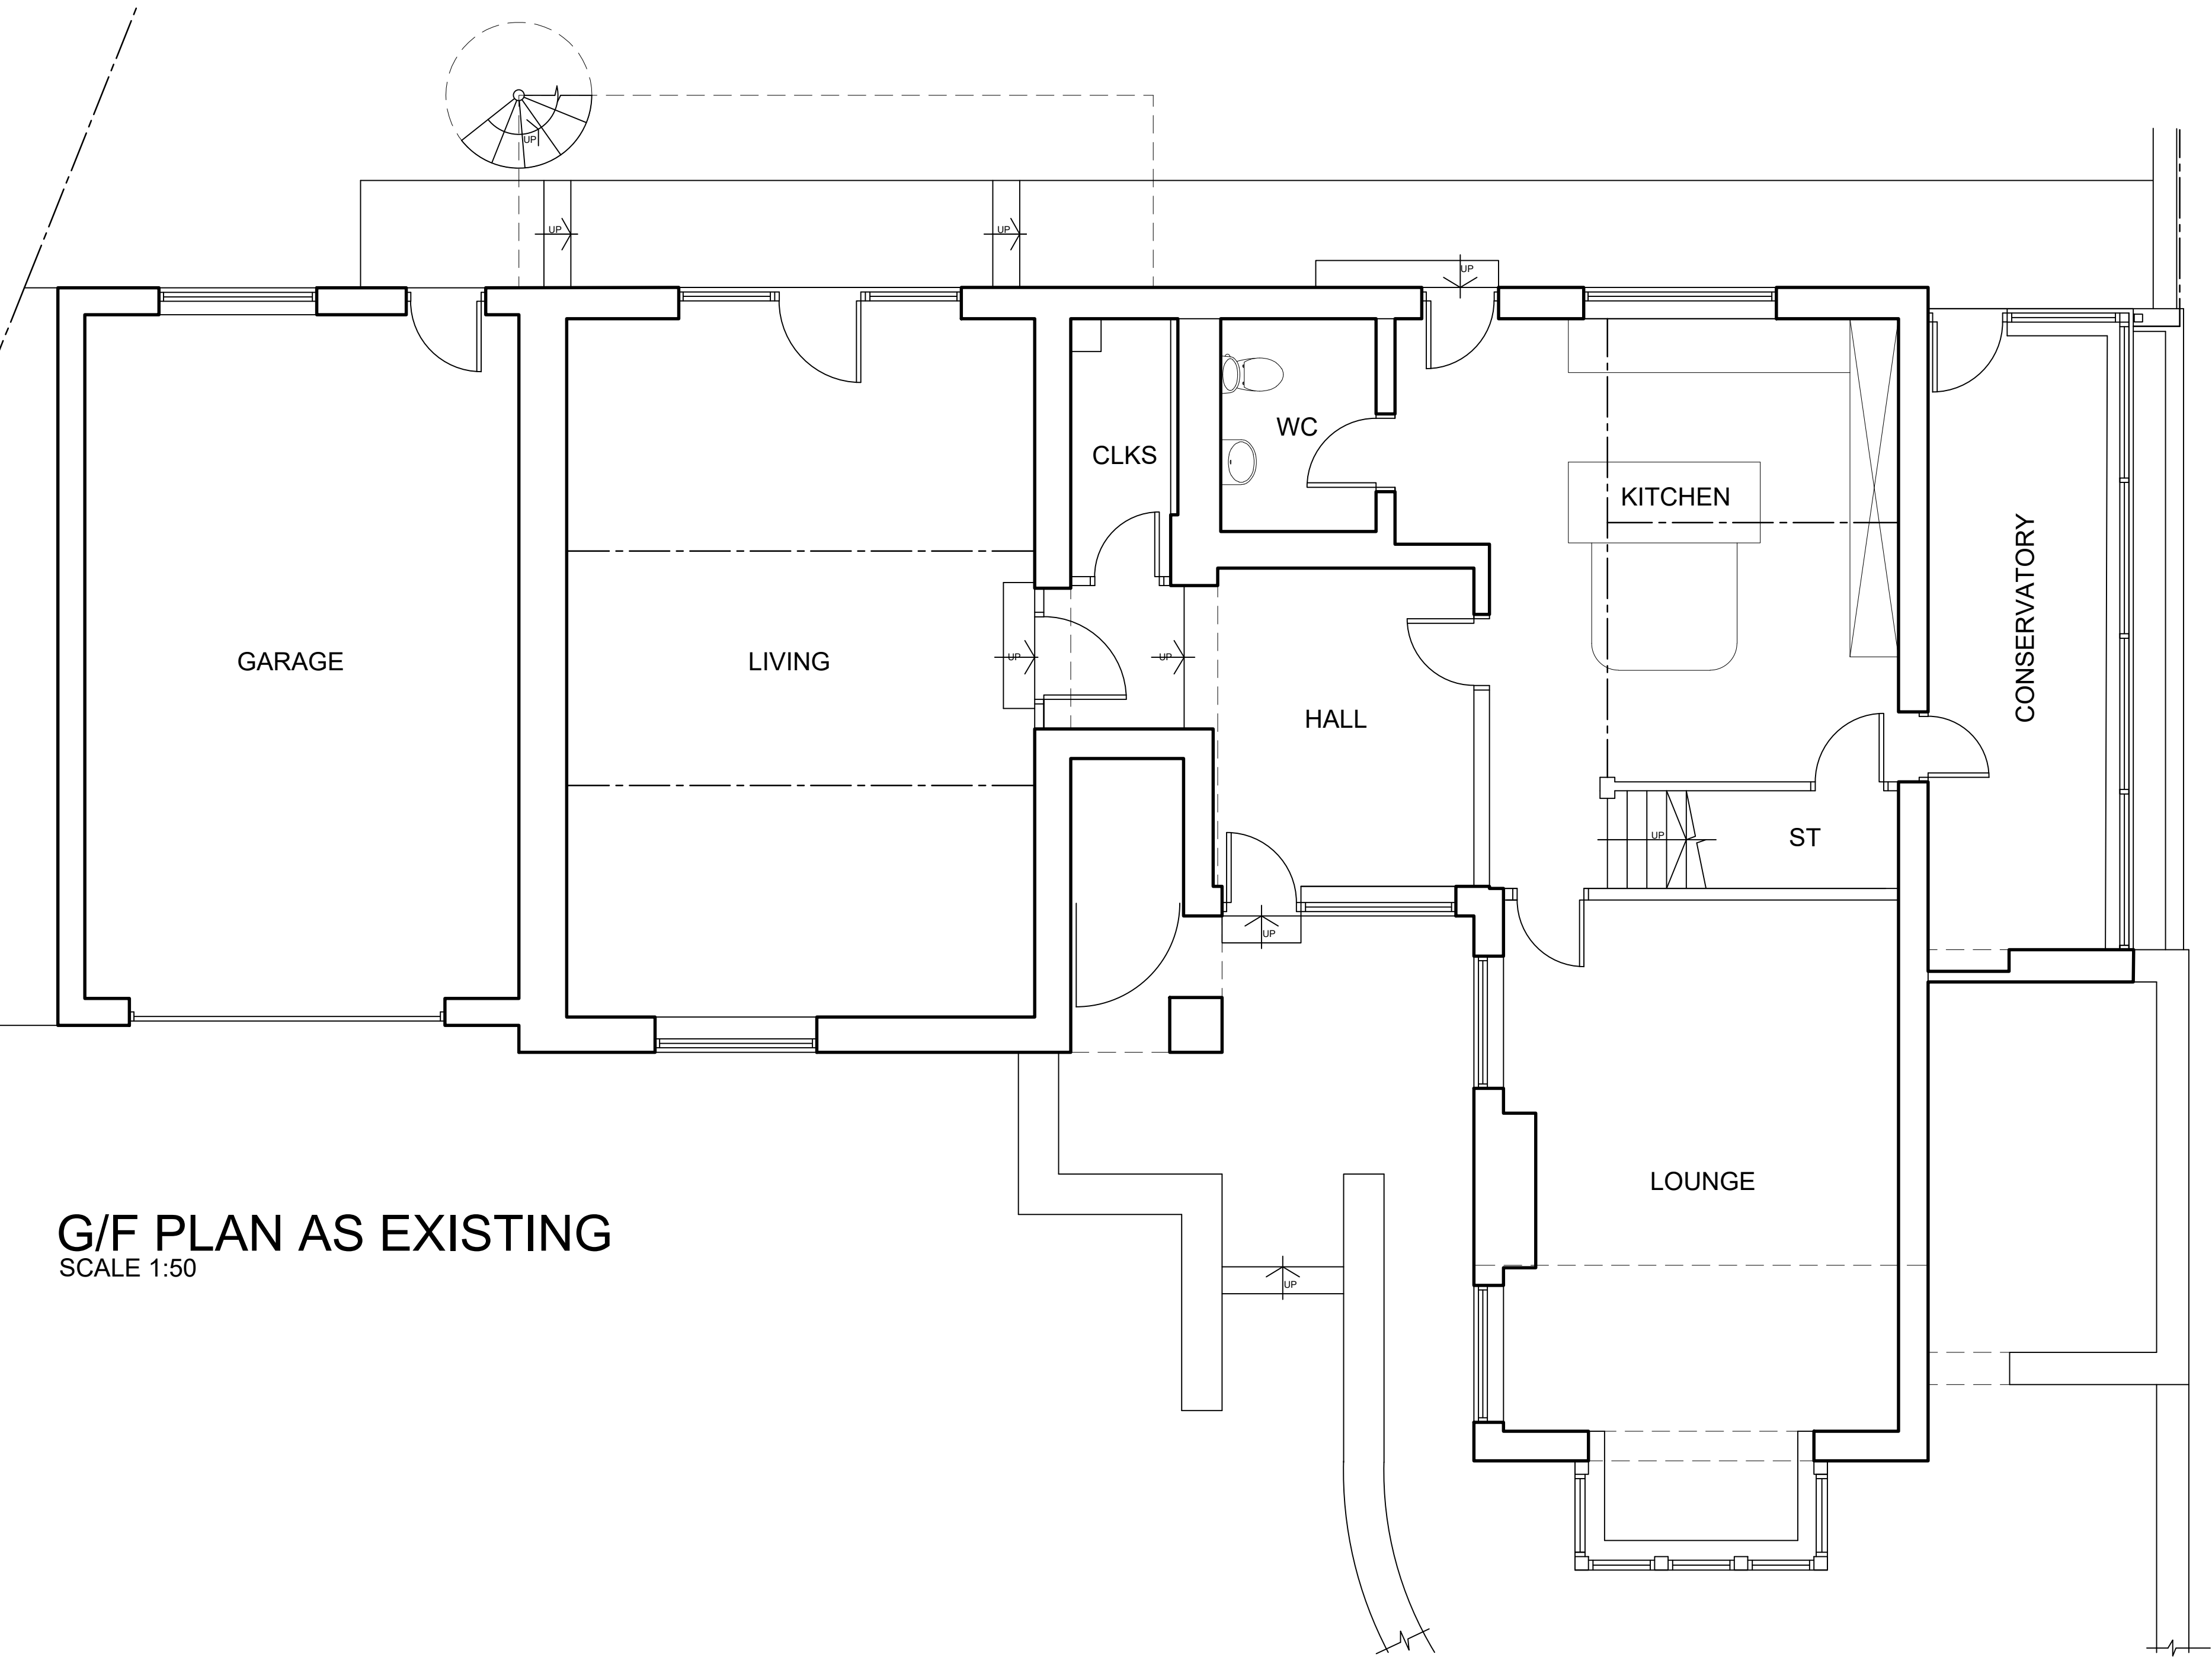 UP
UP
UP
UP
WC
CLKS
KITCHEN
CONSERVATORY
GARAGE
LIVING
UP
UP
HALL
UP
ST
UP
LOUNGE
G/F PLAN AS EXISTING
SCALE 1:50
UP